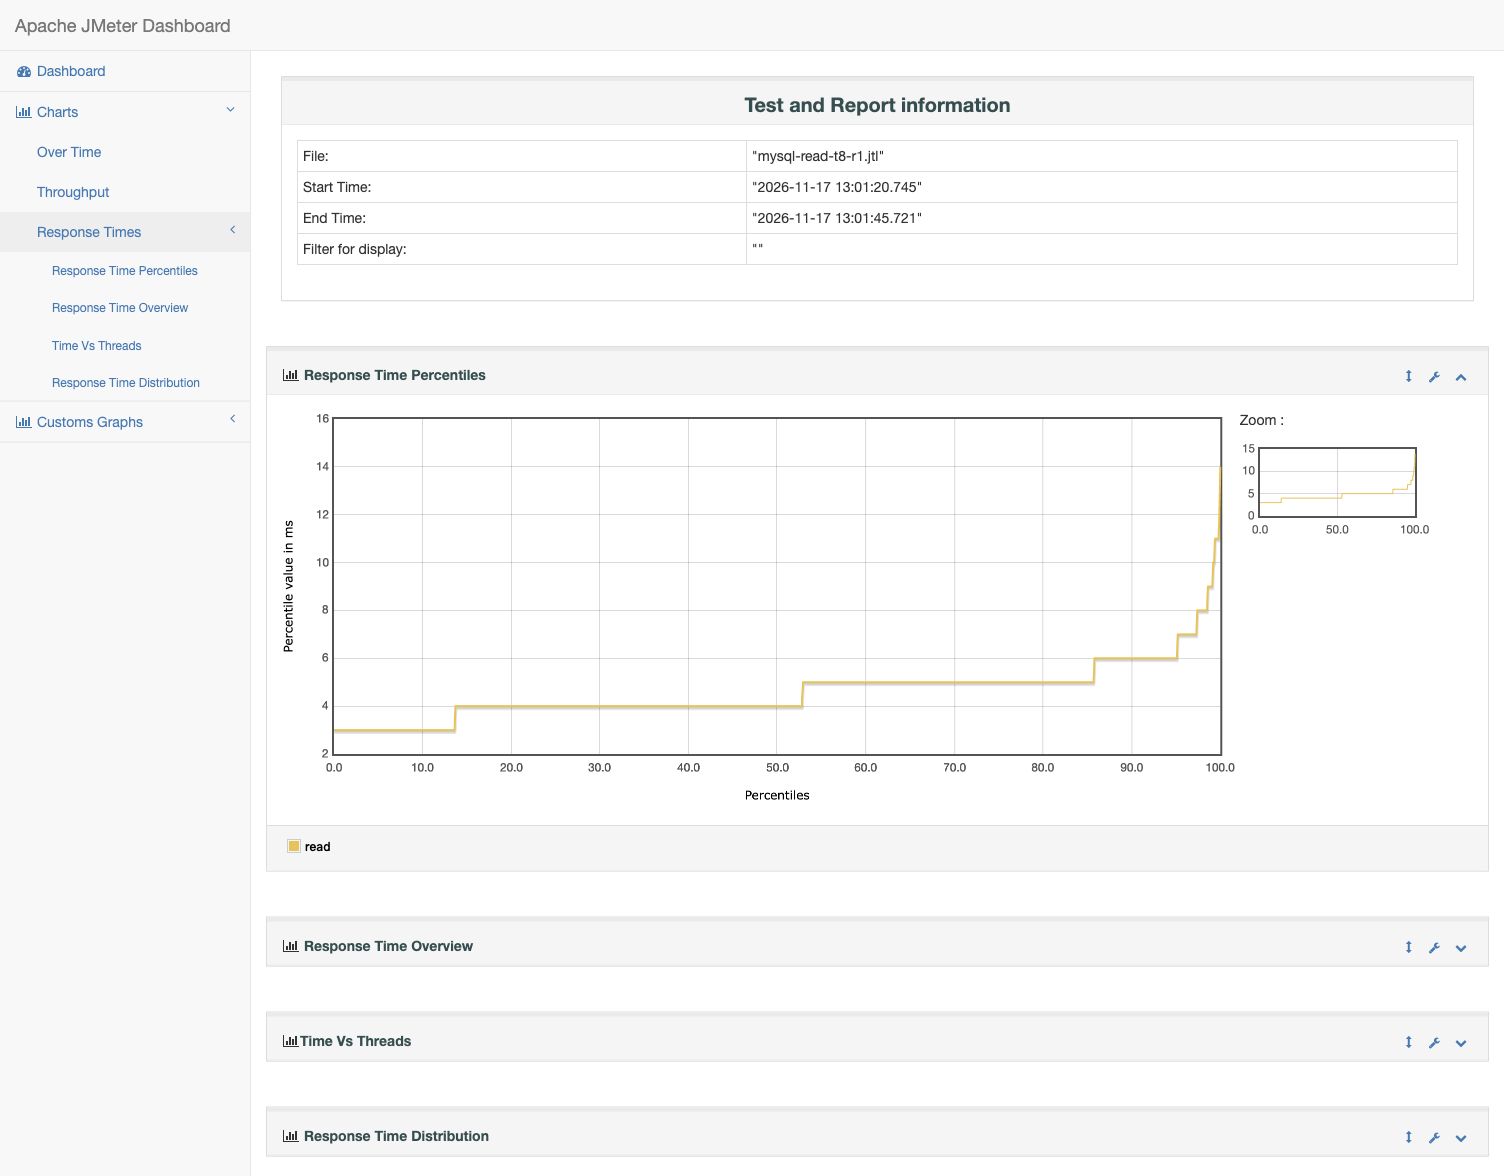 Apache JMeter Dashboard
Dashboard
Charts
Over Time
Throughput
Response Times
Response Time Percentiles
Response Time Overview
Time Vs Threads
Response Time Distribution
Customs Graphs
Test and Report information
File: "mysql-read-t8-r1.jtl"
Start Time: "2026-11-17 13:01:20.745"
End Time: "2026-11-17 13:01:45.721"
Filter for display: ""
Response Time Percentiles
16
14
12
10
8
6
4
2
Percentile value in ms
0.0 10.0 20.0 30.0 40.0 50.0 60.0 70.0 80.0 90.0 100.0
Percentiles
Zoom :
15
10
5
0
0.0 50.0 100.0
read
Response Time Overview
Time Vs Threads
Response Time Distribution